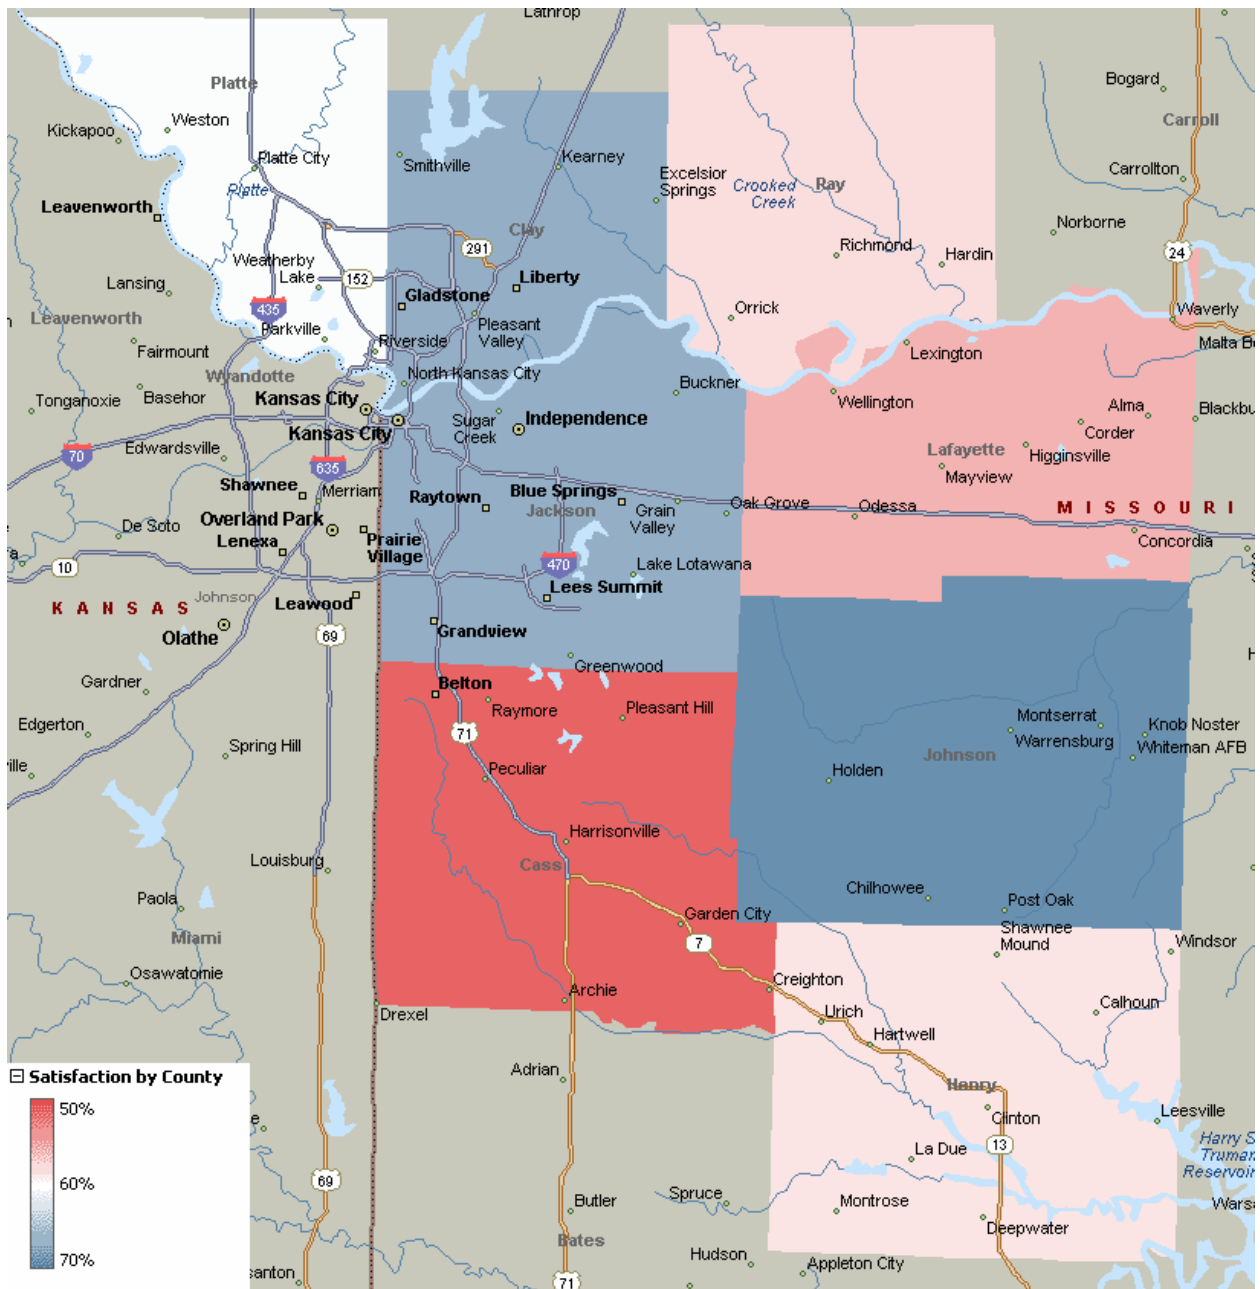 Lathrop
Platte
Bogard
Weston
Kickapoo
Carroll
Platte City
Smithville
Kearney
Excelsior
Springs
Carrollton
Platte
Crooked
Creek
Ray
Leavenworth
Clay
Norborne
291
Richmond
Hardin
24
Weatherby
Lake
152
Liberty
Lansing
Gladstone
435
Orrick
Waverly
Leavenworth
Parkville
Pleasant
Valley
Fairmount
Riverside
Lexington
Malta
Wyandotte
North Kansas City
Buckner
Tonganoxie
Basehor
Kansas City
Wellington
Alma
Sugar
Creek
Independence
Kansas City
Corder
Edwardsville
Lafayette
Higginsville
70
635
Mayview
Shawnee
Merriam
Raytown
Blue Springs
Jackson
Grain
Valley
Oak Grove
Odessa
MISSOURI
De Soto
Overland Park
Lenexa
Prairie
Village
Concordia
10
470
Lake Lotawana
KANSAS
Johnson
Leawood
Lees Summit
Olathe
69
Grandview
Greenwood
Gardner
Belton
Raymore
Pleasant Hill
Edgerton
71
Montserrat
Knob Noster
Spring Hill
Warrensburg
Whiteman AFB
Johnson
Peculiar
Holden
Harrisonville
Louisburg
Cass
Paola
Chilhowee
Post Oak
Garden City
Shawnee
Mound
Miami
7
Windsor
Osawatomie
Creighton
Archie
Calhoun
Drexel
Urich
Hartwell
Adrian
Henry
Clinton
Leesville
13
Harry S
Truman
Reservoir
La Due
69
Spruce
Montrose
Butler
Deepwater
Bates
Hudson
Appleton City
71
Satisfaction by County
50%
60%
70%